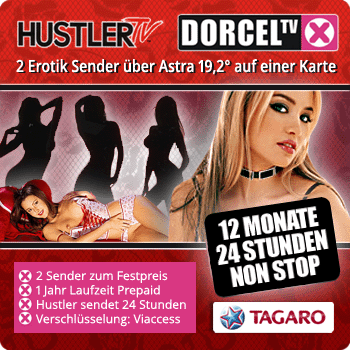 HUSTLER TV
DORCEL TV X
2 Erotik Sender über Astra 19,2° auf einer Karte
12 MONATE
24 STUNDEN
NON STOP
2 Sender zum Festpreis
1 Jahr Laufzeit Prepaid
Hustler sendet 24 Stunden
Verschlüsselung: Viaccess
TAGARO